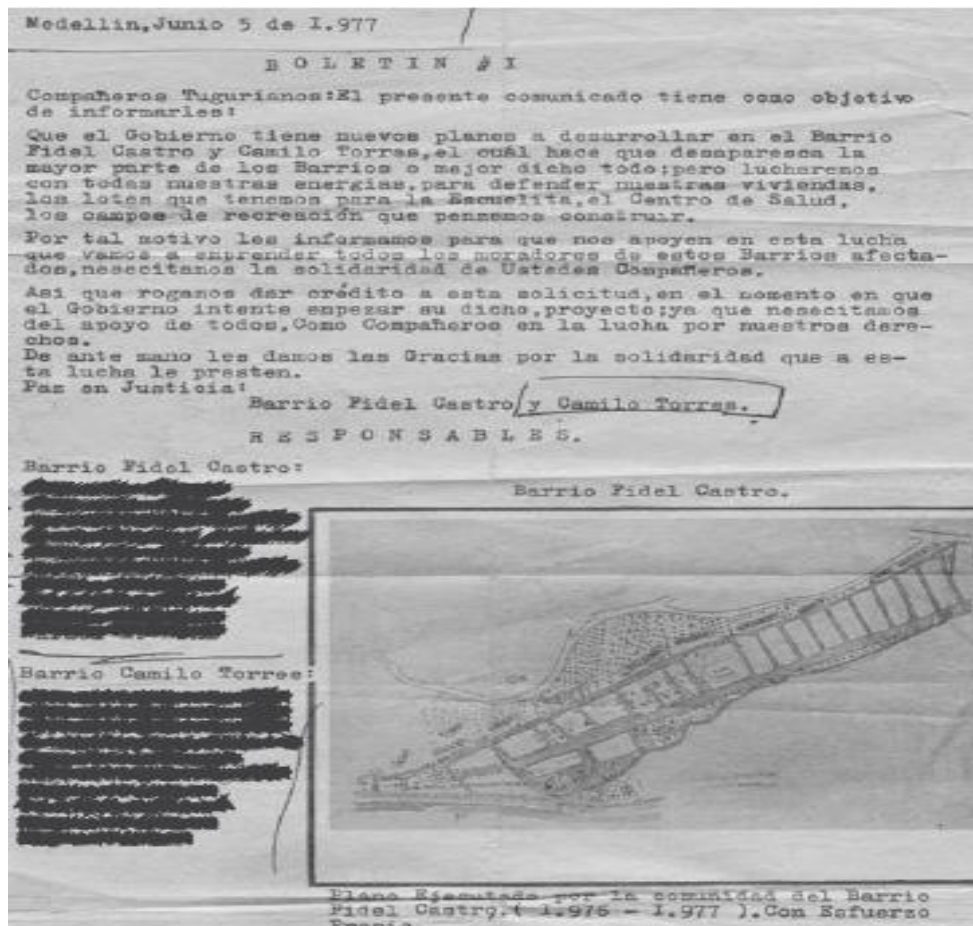 Medellin,Junio 5 de I.977
B O L E T I N # I
Compañeros Tugurianos:El presente comunicado tiene como objetivo
de informarles:
Que el Gobierno tiene nuevos planes a desarrollar en el Barrio
Fidel Castro y Camilo Torres,el cuál hace que desaparesca la
mayor parte de los Barrios o mejor dicho todo;pero lucharemos
con todas nuestras energías,para defender nuestras viviendas,
los lotes que tenemos para la Escuelita,el Centro de Salud,
los campos de recreación que pensemos construir.
Por tal motivo les informamos para que nos apoyen en esta lucha
que vamos a emprender todos los moradores de estos Barrios afecta-
dos,nesecitamos la solidaridad de Ustedes Compañeros.
Asi que rogamos dar crédito a esta solicitud,en el momento en que
el Gobierno intente empezar su dicho,proyecto;ya que nesecitamos
del apoyo de todos,Como Compañeros en la lucha por nuestros dere-
chos.
De ante mano les damos las Gracias por la solidaridad que a es-
ta lucha le presten.
Paz en Justicia:
Barrio Fidel Castro y Camilo Torres.
R E S P O N S A B L E S.
Barrio Fidel Castro:
Barrio Fidel Castro.
Barrio Camilo Torres:
Plano Ejecutado por la comunidad del Barrio
Fidel Castro.( I.976 - I.977 ).Con Esfuerzo